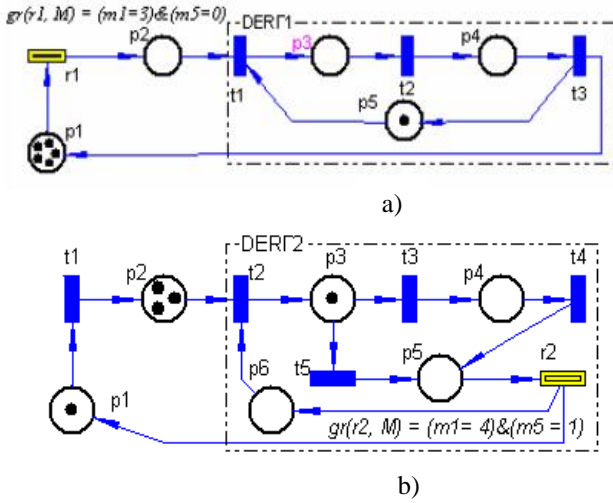 gr(r1, M) = (m1=3)&(m5=0)
DERГ1
p2
p3
p4
r1
t1
t2
t3
p5
p1
a)
DERГ2
t1
p2
t2
p3
t3
p4
t4
p6
t5
p5
r2
p1
gr(r2, M) = (m1= 4)&(m5 = 1)
b)